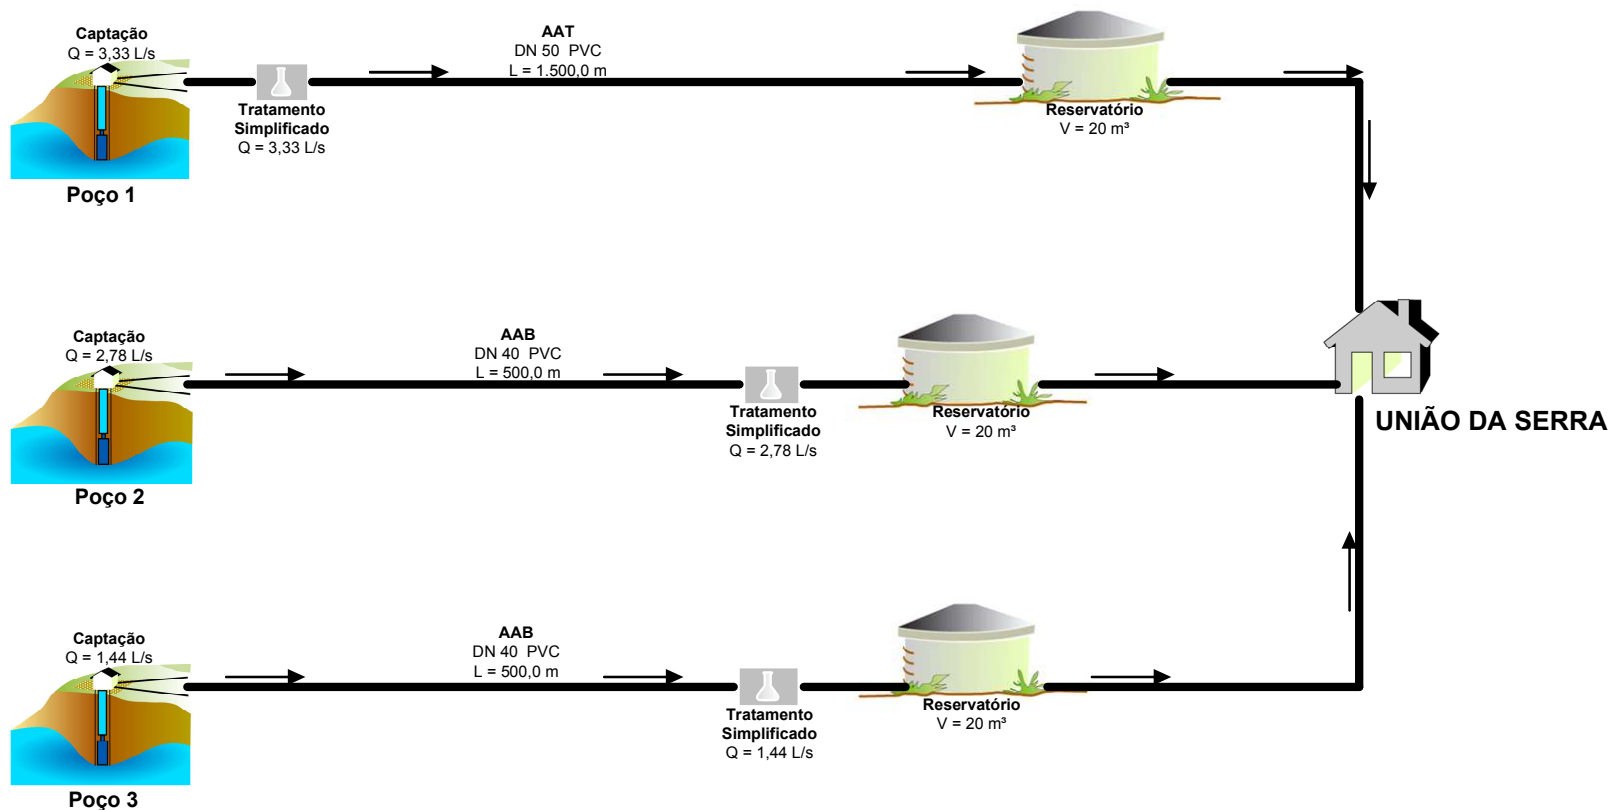 Captação
Q = 3,33 L/s
Poço 1
Tratamento
Simplificado
Q = 3,33 L/s
AAT
DN 50 PVC
L = 1.500,0 m
Reservatório
V = 20 m³
Captação
Q = 2,78 L/s
Poço 2
AAB
DN 40 PVC
L = 500,0 m
Tratamento
Simplificado
Q = 2,78 L/s
Reservatório
V = 20 m³
UNIÃO DA SERRA
Captação
Q = 1,44 L/s
Poço 3
AAB
DN 40 PVC
L = 500,0 m
Tratamento
Simplificado
Q = 1,44 L/s
Reservatório
V = 20 m³